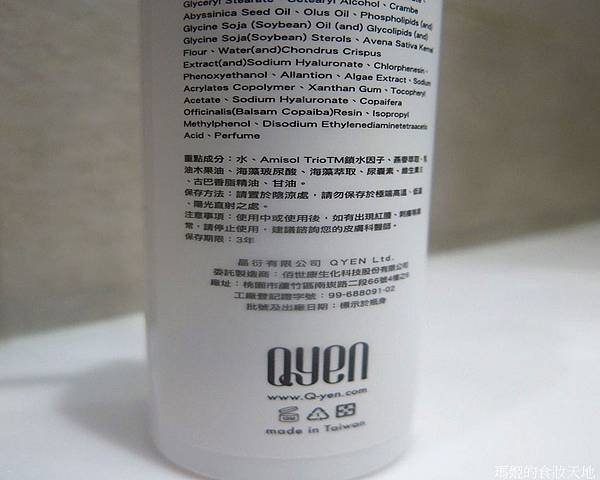 Glyceryl Stearate、Cetearyl Alcohol、Crambe
Abyssinica Seed Oil、Olus Oil、Phospholipids (and)
Glycine Soja (Soybean) Oil (and) Glycolipids (and)
Glycine Soja(Soybean) Sterols、Avena Sativa Kernel
Flour、Water(and)Chondrus Crispus
Extract(and)Sodium Hyaluronate、Chlorphenesin、
Phenoxyethanol、Allantion、Algae Extract、Sodium
Acrylates Copolymer、Xanthan Gum、Tocopheryl
Acetate、Sodium Hyaluronate、Copaifera
Officinalis(Balsam Copaiba)Resin、Isopropyl
Methylphenol、Disodium Ethylenediaminetetraacetic
Acid、Perfume
重點成分：水、Amisol TrioTM鎖水因子、燕麥萃取、乳
油木果油、海藻玻尿酸、海藻萃取、尿囊素、維生素E
、古巴香脂精油、甘油。
保存方法：請置於陰涼處，請勿保存於極端高溫、低溫
、陽光直射之處。
注意事項：使用中或使用後，如有出現紅腫、刺癢等異
常，請停止使用，建議諮詢您的皮膚科醫師。
保存期限：3年
晶衍有限公司 QYEN Ltd.
委託製造商：佰世康生化科技股份有限公司
廠址：桃園市蘆竹區南崁路二段66號4樓之5
工廠登記證字號：99-688091-02
批號及出廠日期：標示於瓶身
Qyen
www.Q-yen.com
made in Taiwan
瑪姬的食妝天地